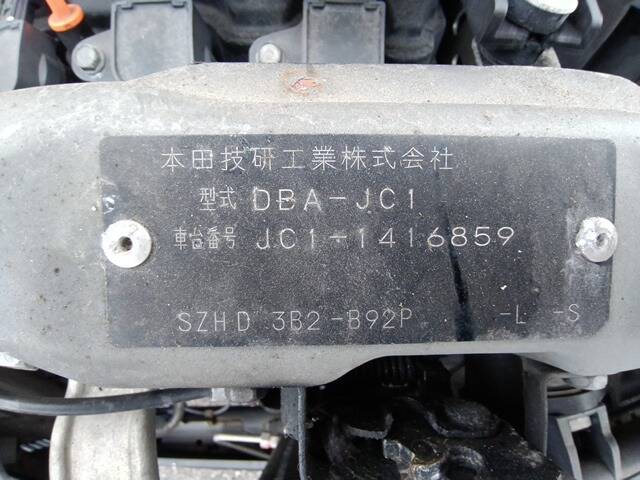 本田技研工業株式会社
型式 DBA-JC1
車台番号 JC1-1416859
SZHD 3B2-B92P -L -S